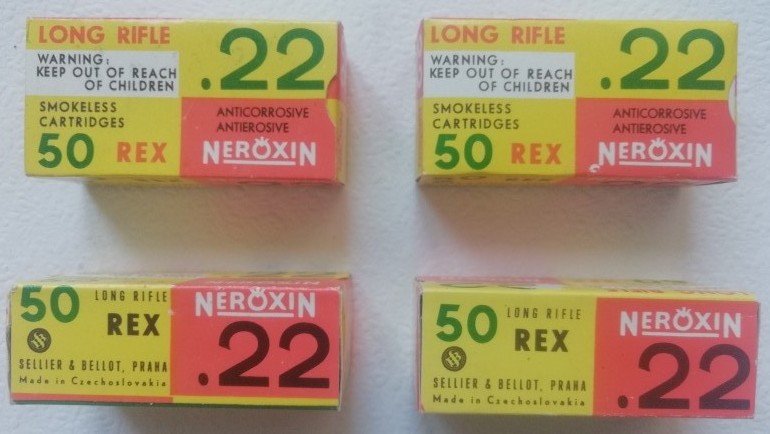 LONG RIFLE
WARNING:
KEEP OUT OF REACH
OF CHILDREN
.22
SMOKELESS
CARTRIDGES
ANTICORROSIVE
ANTIEROSIVE
50 REX
NEROXIN
LONG RIFLE
WARNING:
KEEP OUT OF REACH
OF CHILDREN
.22
SMOKELESS
CARTRIDGES
ANTICORROSIVE
ANTIEROSIVE
50 REX
NEROXIN
50 LONG RIFLE
REX
SELLIER & BELLOT, PRAHA
Made in Czechoslovakia
NEROXIN
.22
50 LONG RIFLE
REX
SELLIER & BELLOT, PRAHA
Made in Czechoslovakia
NEROXIN
.22